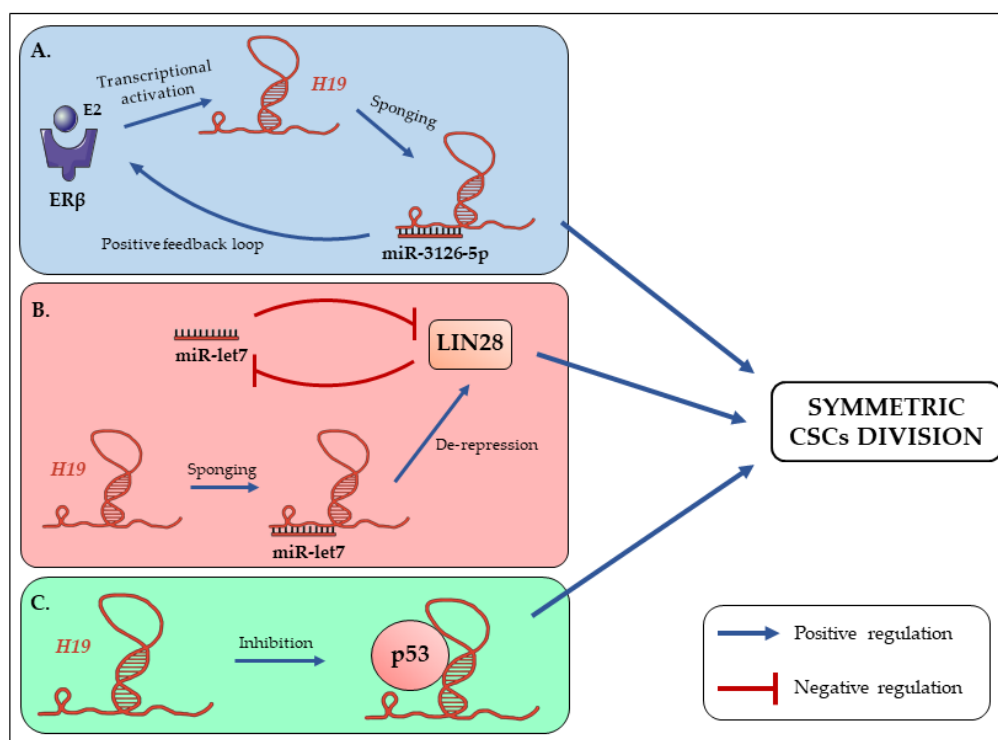 A.
Transcriptional
activation
H19
Sponging
E2
ERβ
Positive feedback loop
miR-3126-5p
B.
miR-let7
LIN28
De-repression
H19
Sponging
miR-let7
C.
H19
Inhibition
p53
SYMMETRIC
CSCs DIVISION
Positive regulation
Negative regulation